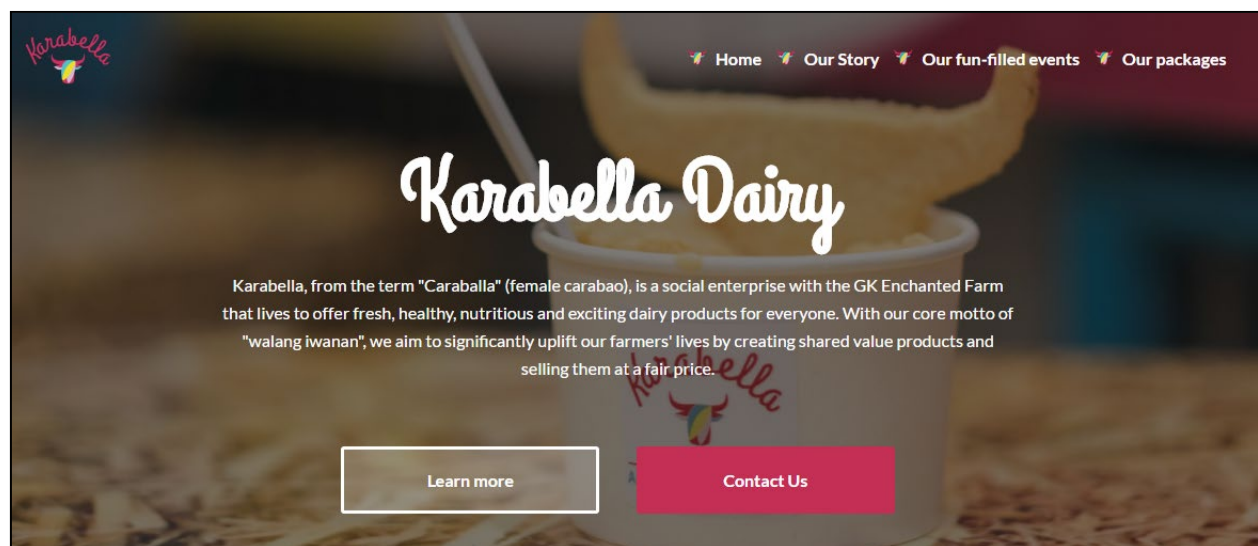 Karabella
Home Our Story Our fun-filled events Our packages
Karabella Dairy
Karabella, from the term "Caraballa" (female carabao), is a social enterprise with the GK Enchanted Farm
that lives to offer fresh, healthy, nutritious and exciting dairy products for everyone. With our core motto of
"walang iwanan", we aim to significantly uplift our farmers' lives by creating shared value products and
selling them at a fair price.
Karabella
Learn more Contact Us